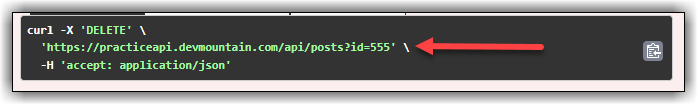 curl -X 'DELETE' \
'https://practiceapi.devmountain.com/api/posts?id=555' \
-H 'accept: application/json'